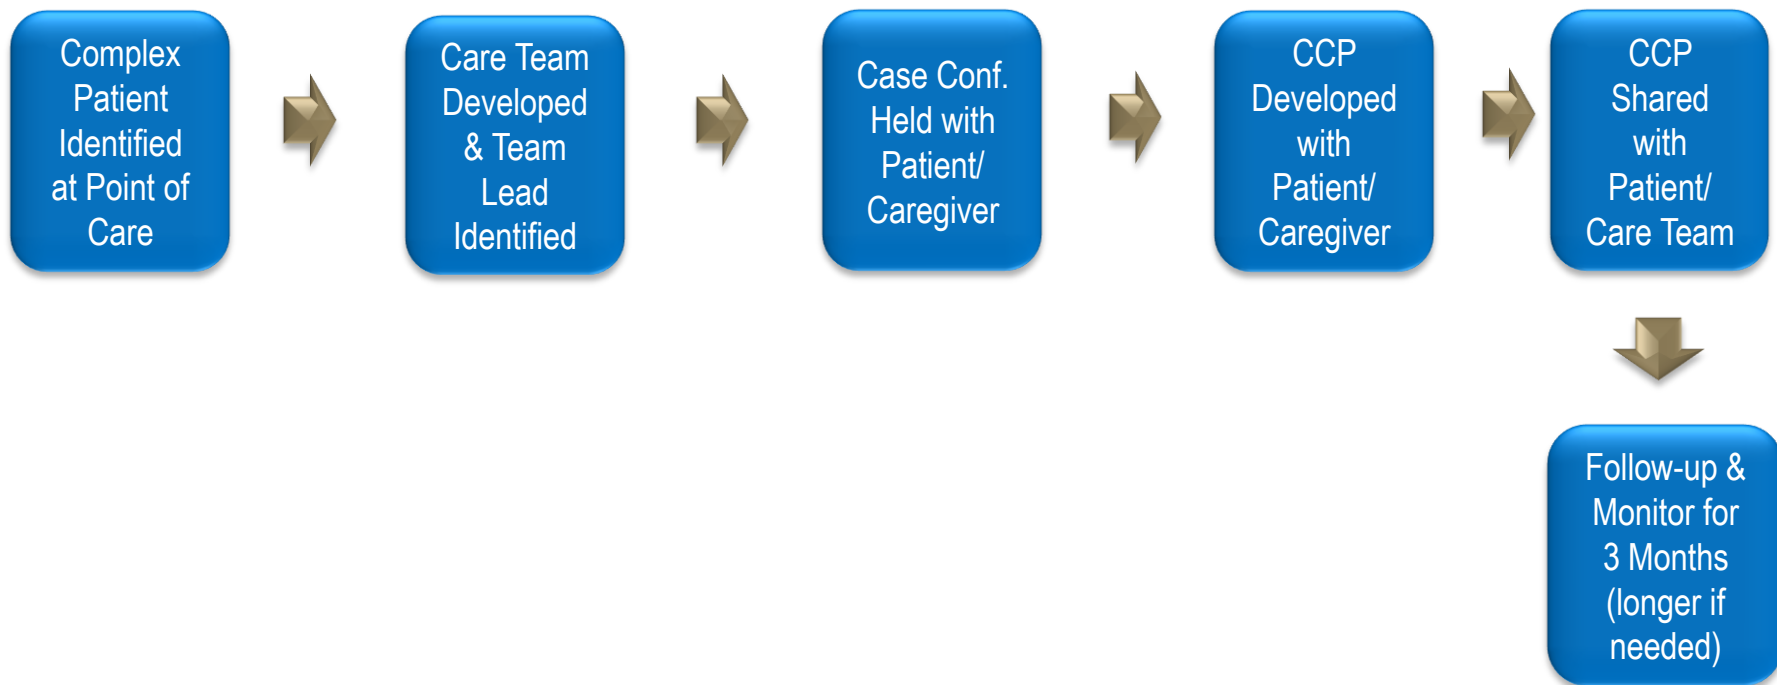 Complex
Patient
Identified
at Point of
Care
Care Team
Developed
& Team
Lead
Identified
Case Conf.
Held with
Patient/
Caregiver
CCP
Developed
with
Patient/
Caregiver
CCP
Shared
with
Patient/
Care Team
Follow-up &
Monitor for
3 Months
(longer if
needed)